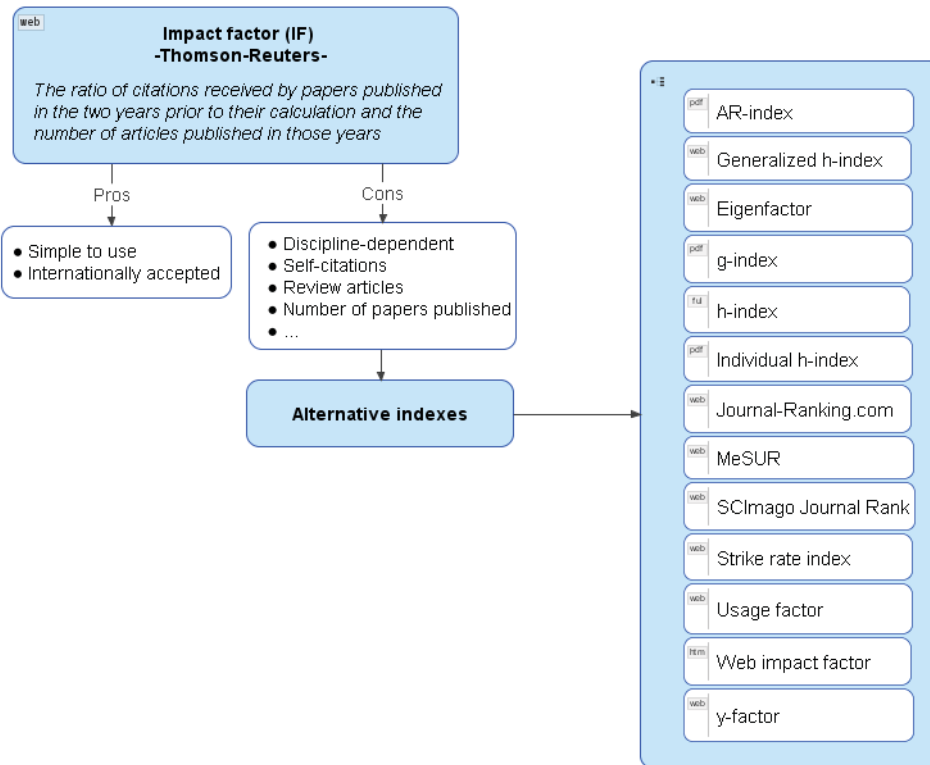 web
Impact factor (IF)
-Thomson-Reuters-
The ratio of citations received by papers published
in the two years prior to their calculation and the
number of articles published in those years
Pros
Cons
● Simple to use
● Internationally accepted
● Discipline-dependent
● Self-citations
● Review articles
● Number of papers published
● ...
Alternative indexes
pdf
AR-index
web
Generalized h-index
web
Eigenfactor
pdf
g-index
ful
h-index
pdf
Individual h-index
web
Journal-Ranking.com
web
MeSUR
web
SCImago Journal Rank
web
Strike rate index
web
Usage factor
htm
Web impact factor
web
y-factor